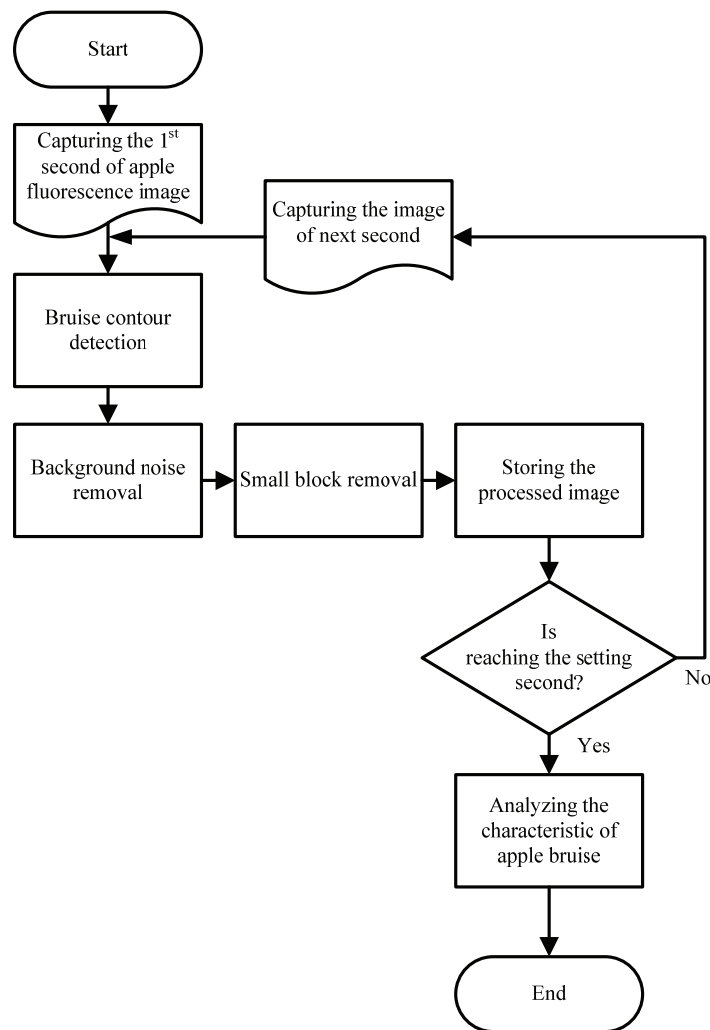 Start
Capturing the 1st
second of apple
fluorescence image
Capturing the image
of next second
Bruise contour
detection
Background noise
removal
Small block removal
Storing the
processed image
Is
reaching the setting
second?
No
Yes
Analyzing the
characteristic of
apple bruise
End